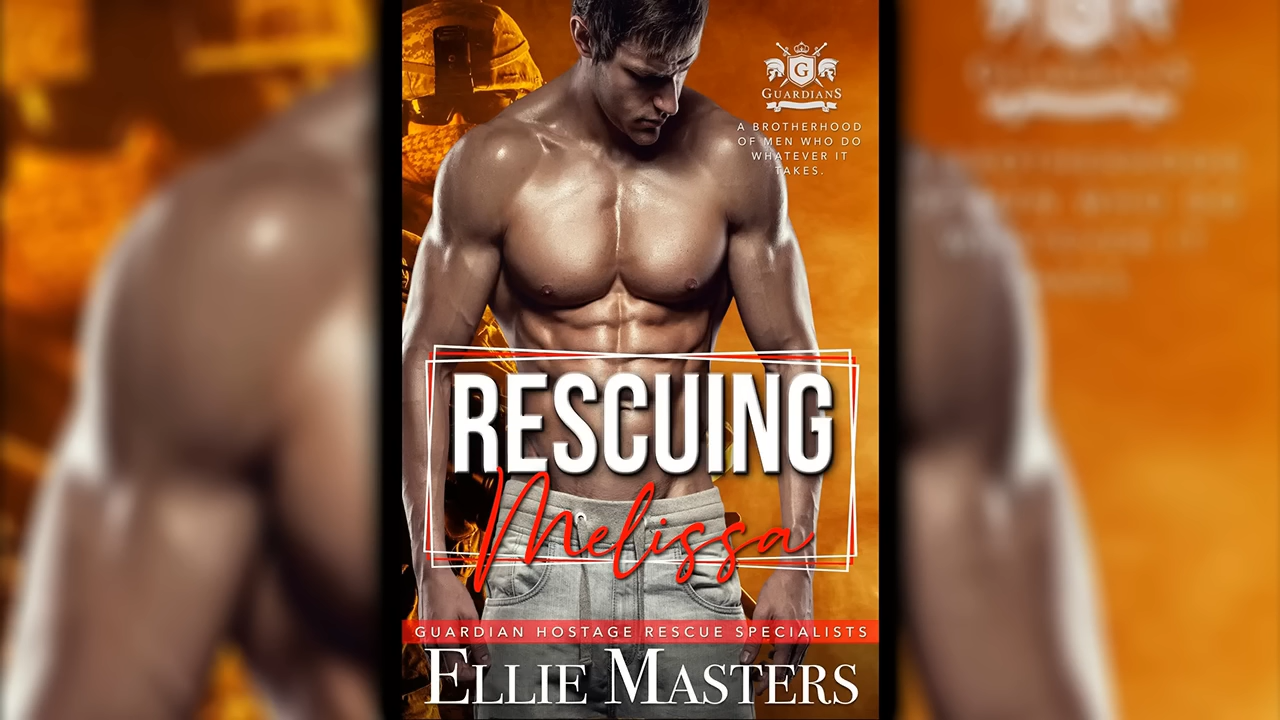 G
GUARDIANS
A BROTHERHOOD
OF MEN WHO DO
WHATEVER IT
TAKES.
RESCUING
Melissa
GUARDIAN HOSTAGE RESCUE SPECIALISTS
ELLIE MASTERS